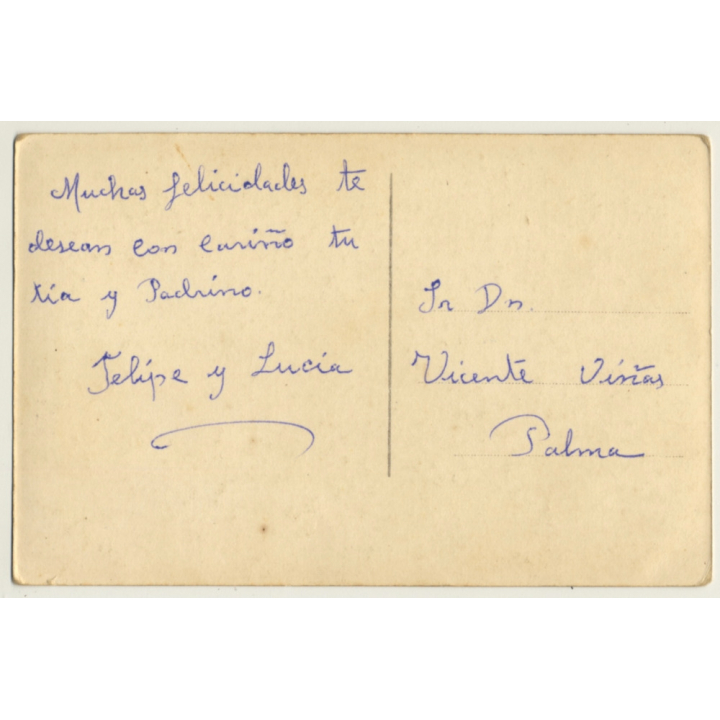 Muchas felicidades te
desean con cariño tu
tía y Padrino.
Felipe y Lucía
Sr Dn.
Vicente Viñas
Palma